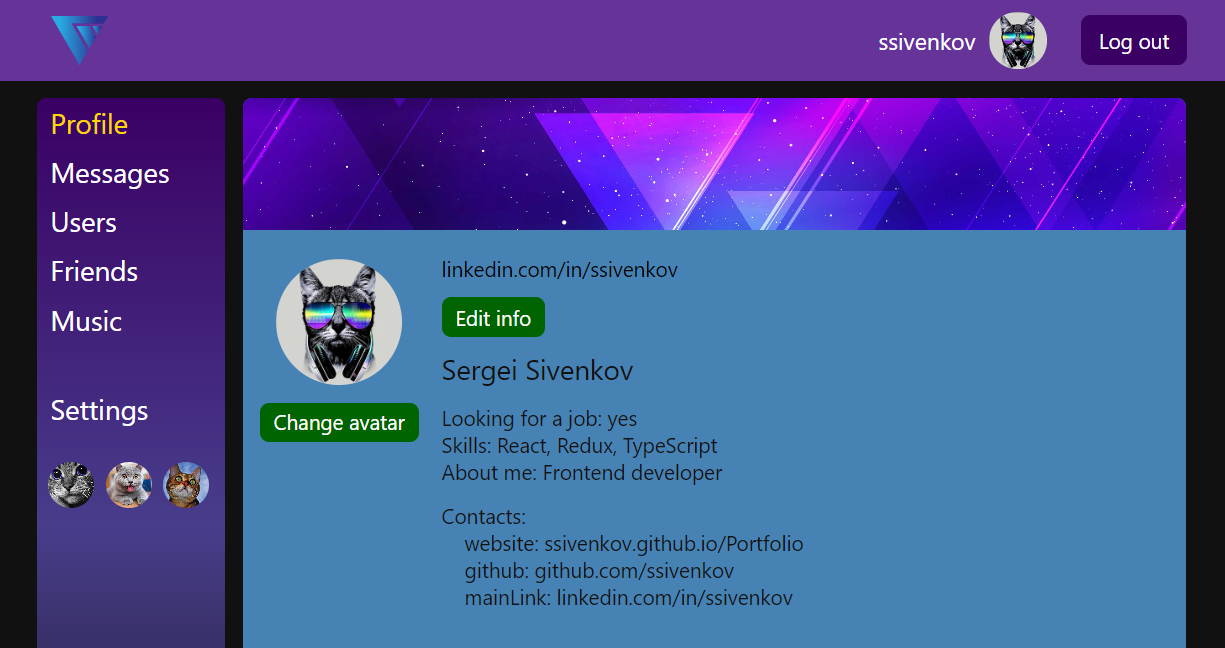 ssivenkov
Log out
Profile
Messages
Users
Friends
Music
Settings
linkedin.com/in/ssivenkov
Edit info
Change avatar
Sergei Sivenkov
Looking for a job: yes
Skills: React, Redux, TypeScript
About me: Frontend developer
Contacts:
website: ssivenkov.github.io/Portfolio
github: github.com/ssivenkov
mainLink: linkedin.com/in/ssivenkov